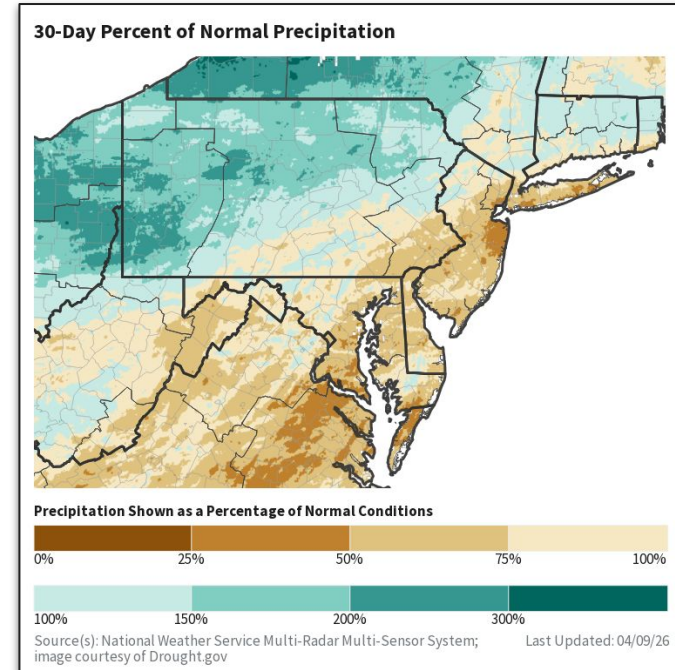 30-Day Percent of Normal Precipitation
Precipitation Shown as a Percentage of Normal Conditions
0% 25% 50% 75% 100%
100% 150% 200% 300%
Source(s): National Weather Service Multi-Radar Multi-Sensor System; Last Updated: 04/09/26
image courtesy of Drought.gov